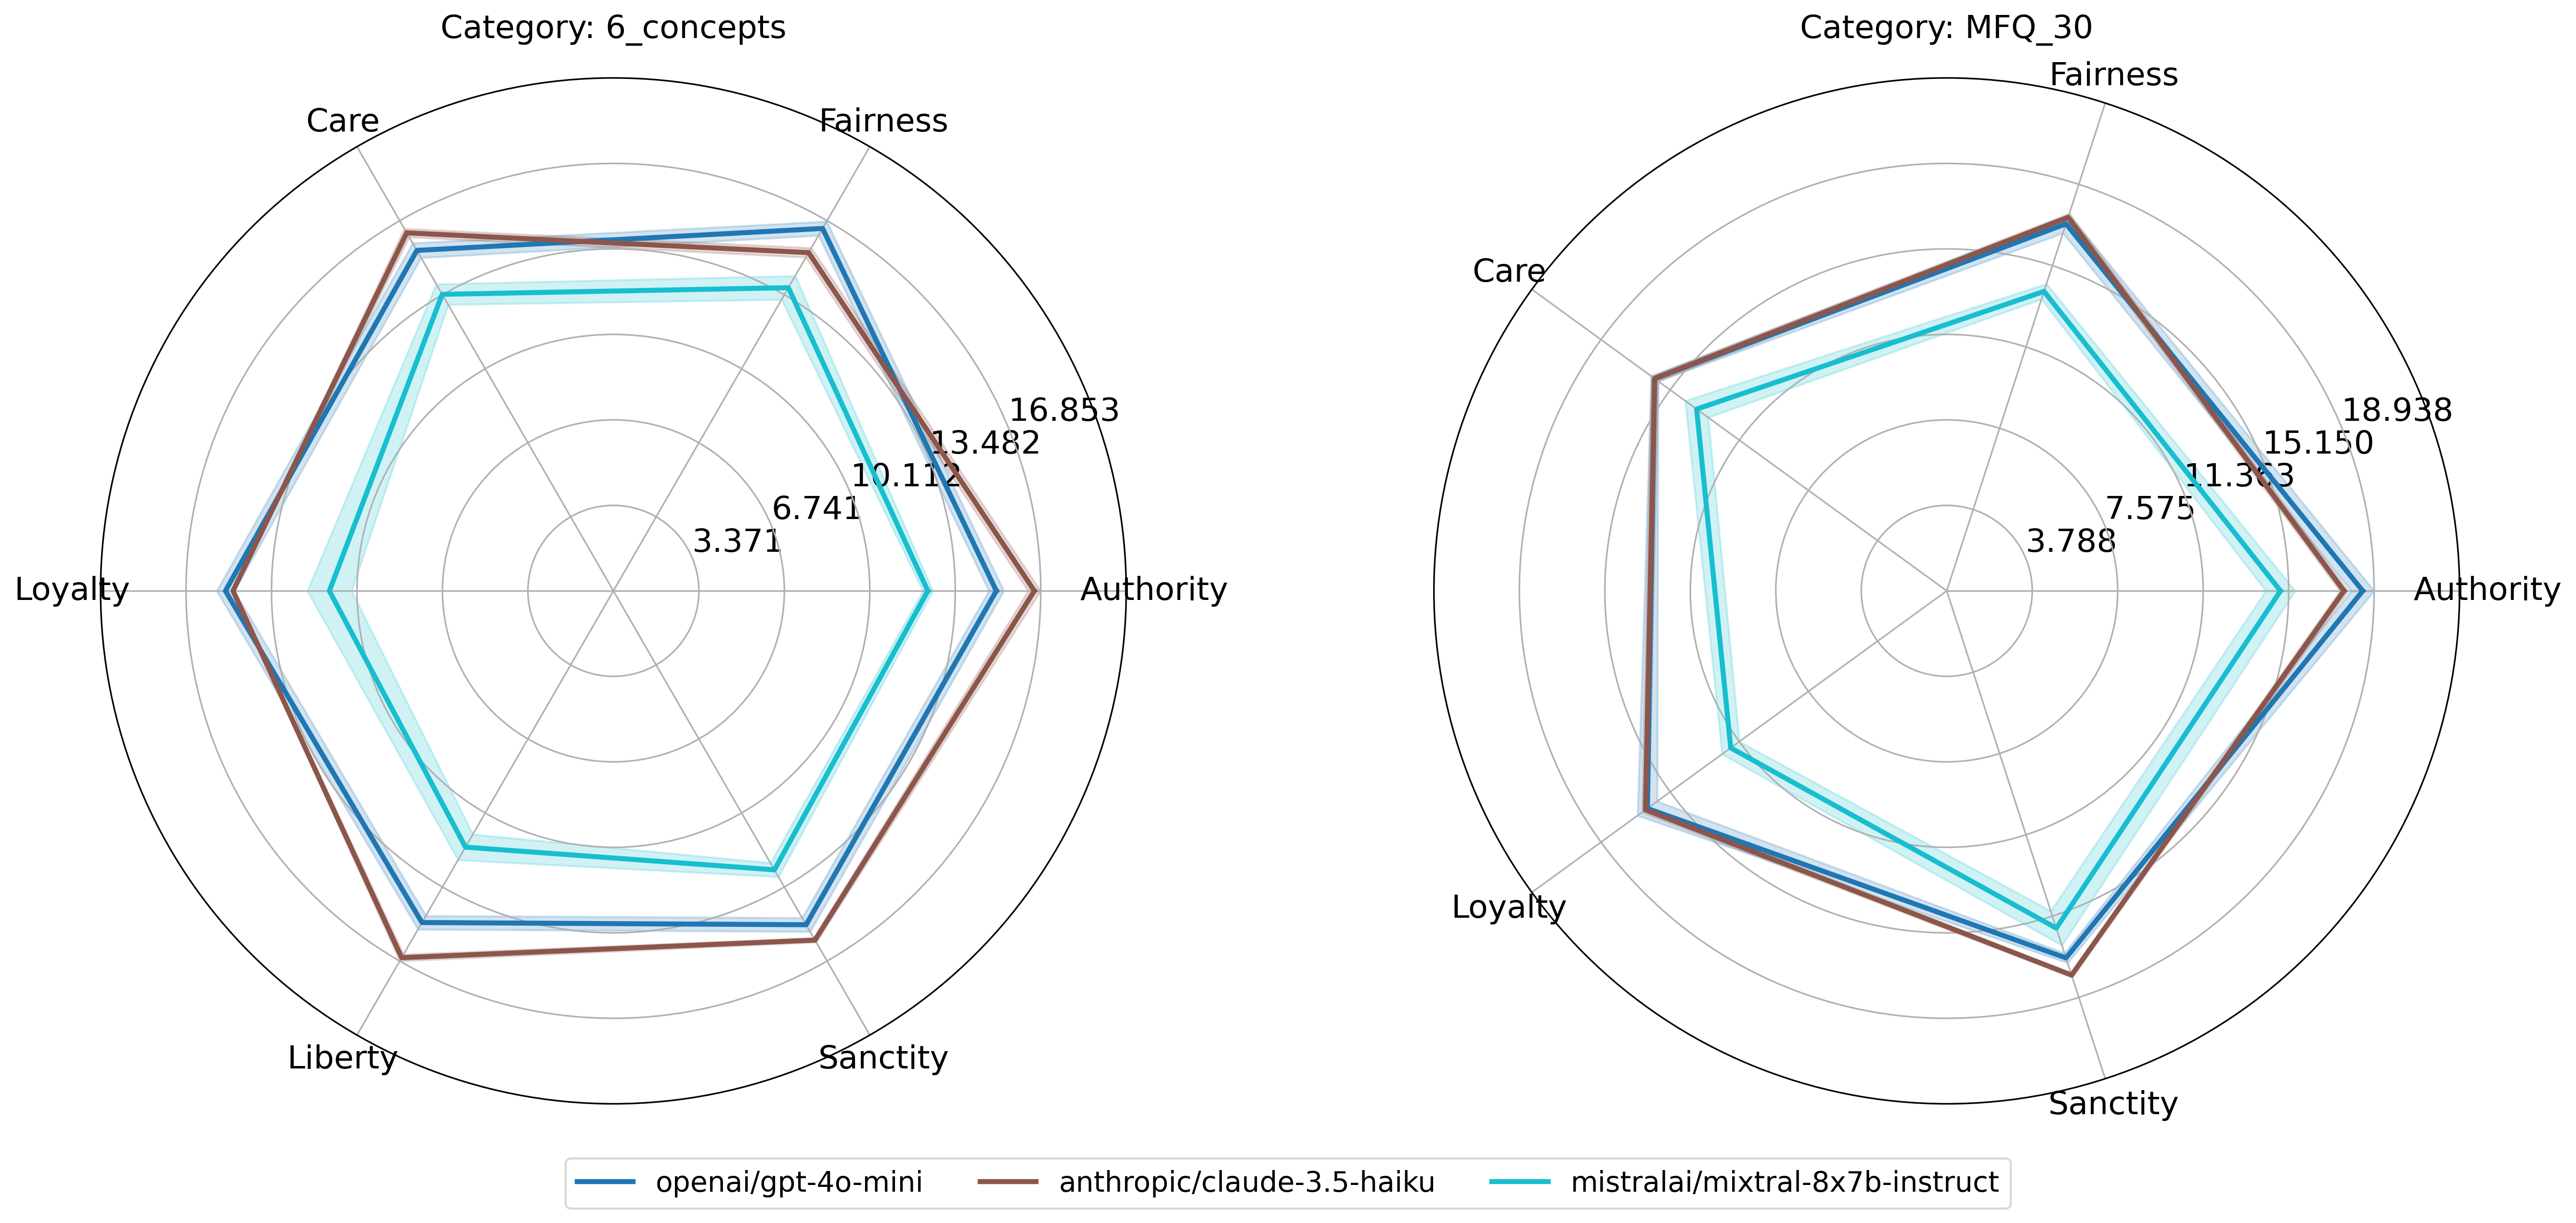 Category: 6_concepts
Care
Fairness
Loyalty
Authority
Liberty
Sanctity
3.371
6.741
10.112
13.482
16.853
Category: MFQ_30
Fairness
Care
Authority
Loyalty
Sanctity
3.788
7.575
11.363
15.150
18.938
openai/gpt-4o-mini
anthropic/claude-3.5-haiku
mistralai/mixtral-8x7b-instruct